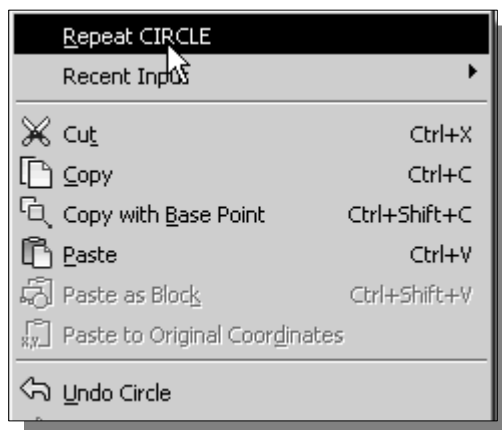 Repeat CIRCLE
Recent Input
Cut Ctrl+X
Copy Ctrl+C
Copy with Base Point Ctrl+Shift+C
Paste Ctrl+V
Paste as Block Ctrl+Shift+V
Paste to Original Coordinates
Undo Circle